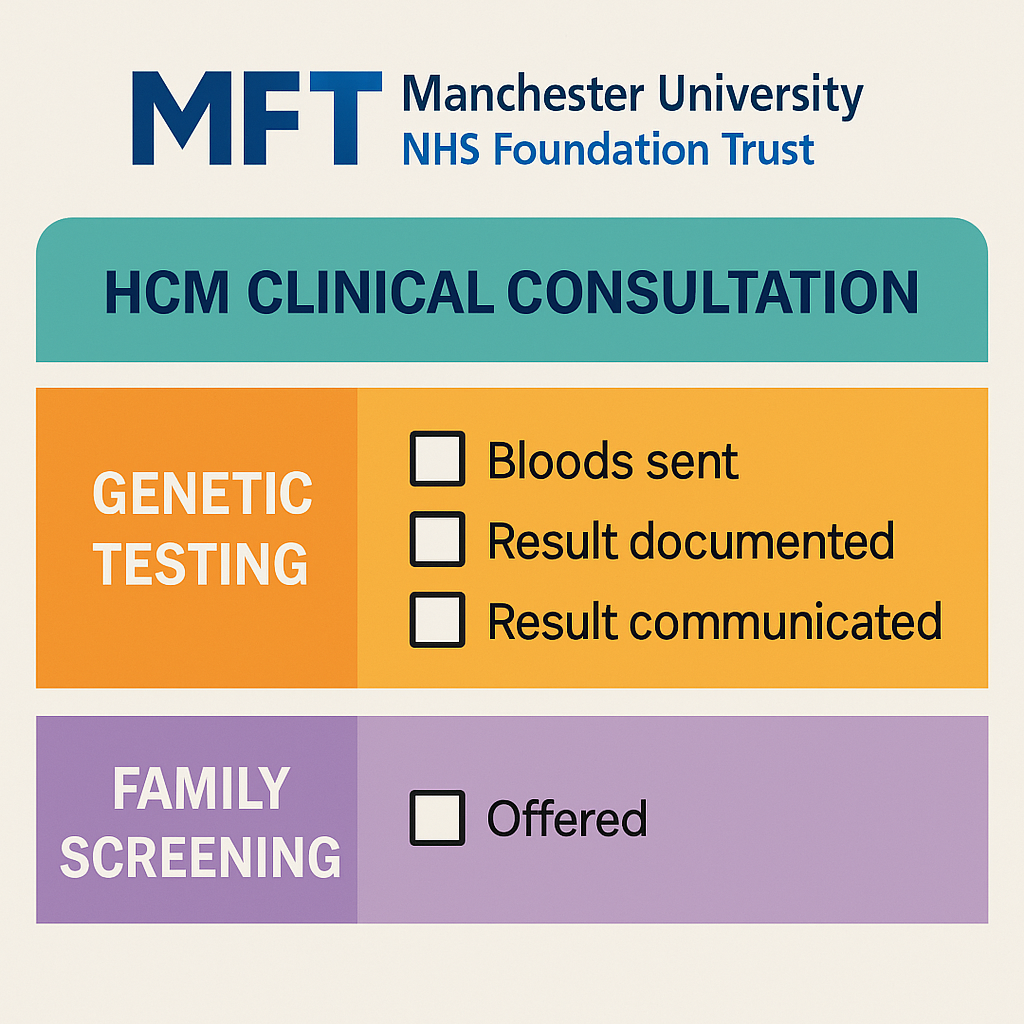 MFT
Manchester University
NHS Foundation Trust
HCM CLINICAL CONSULTATION
GENETIC
TESTING
Bloods sent
Result documented
Result communicated
FAMILY
SCREENING
Offered